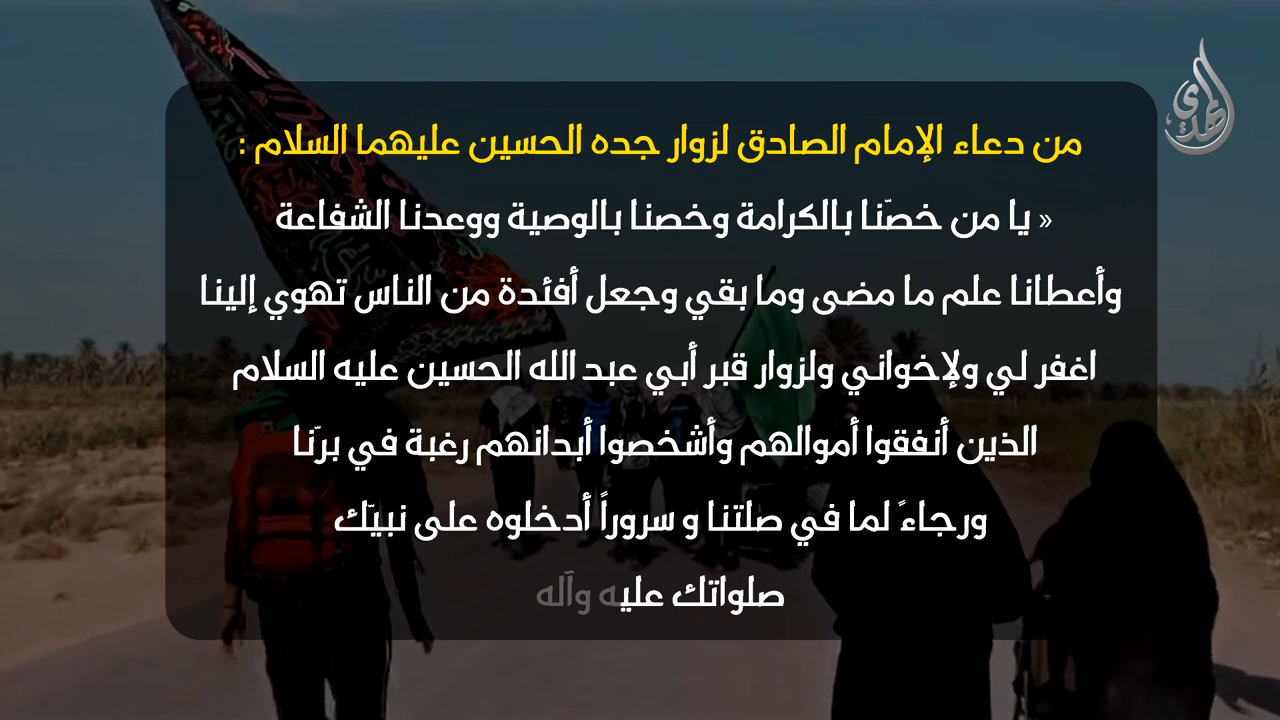 من دعاء الإمام الصادق لزوار جده الحسين عليهما السلام :
« يا من خصّنا بالكرامة وخصنا بالوصية ووعدنا الشفاعة
وأعطانا علم ما مضى وما بقي وجعل أفئدة من الناس تهوي إلينا
اغفر لي ولإخواني ولزوار قبر أبي عبد الله الحسين عليه السلام
الذين أنفقوا أموالهم وأشخصوا أبدانهم رغبة في برّنا
ورجاءً لما في صلتنا و سروراً أدخلوه على نبيّك
صلواتك عليه وآله
الهدى